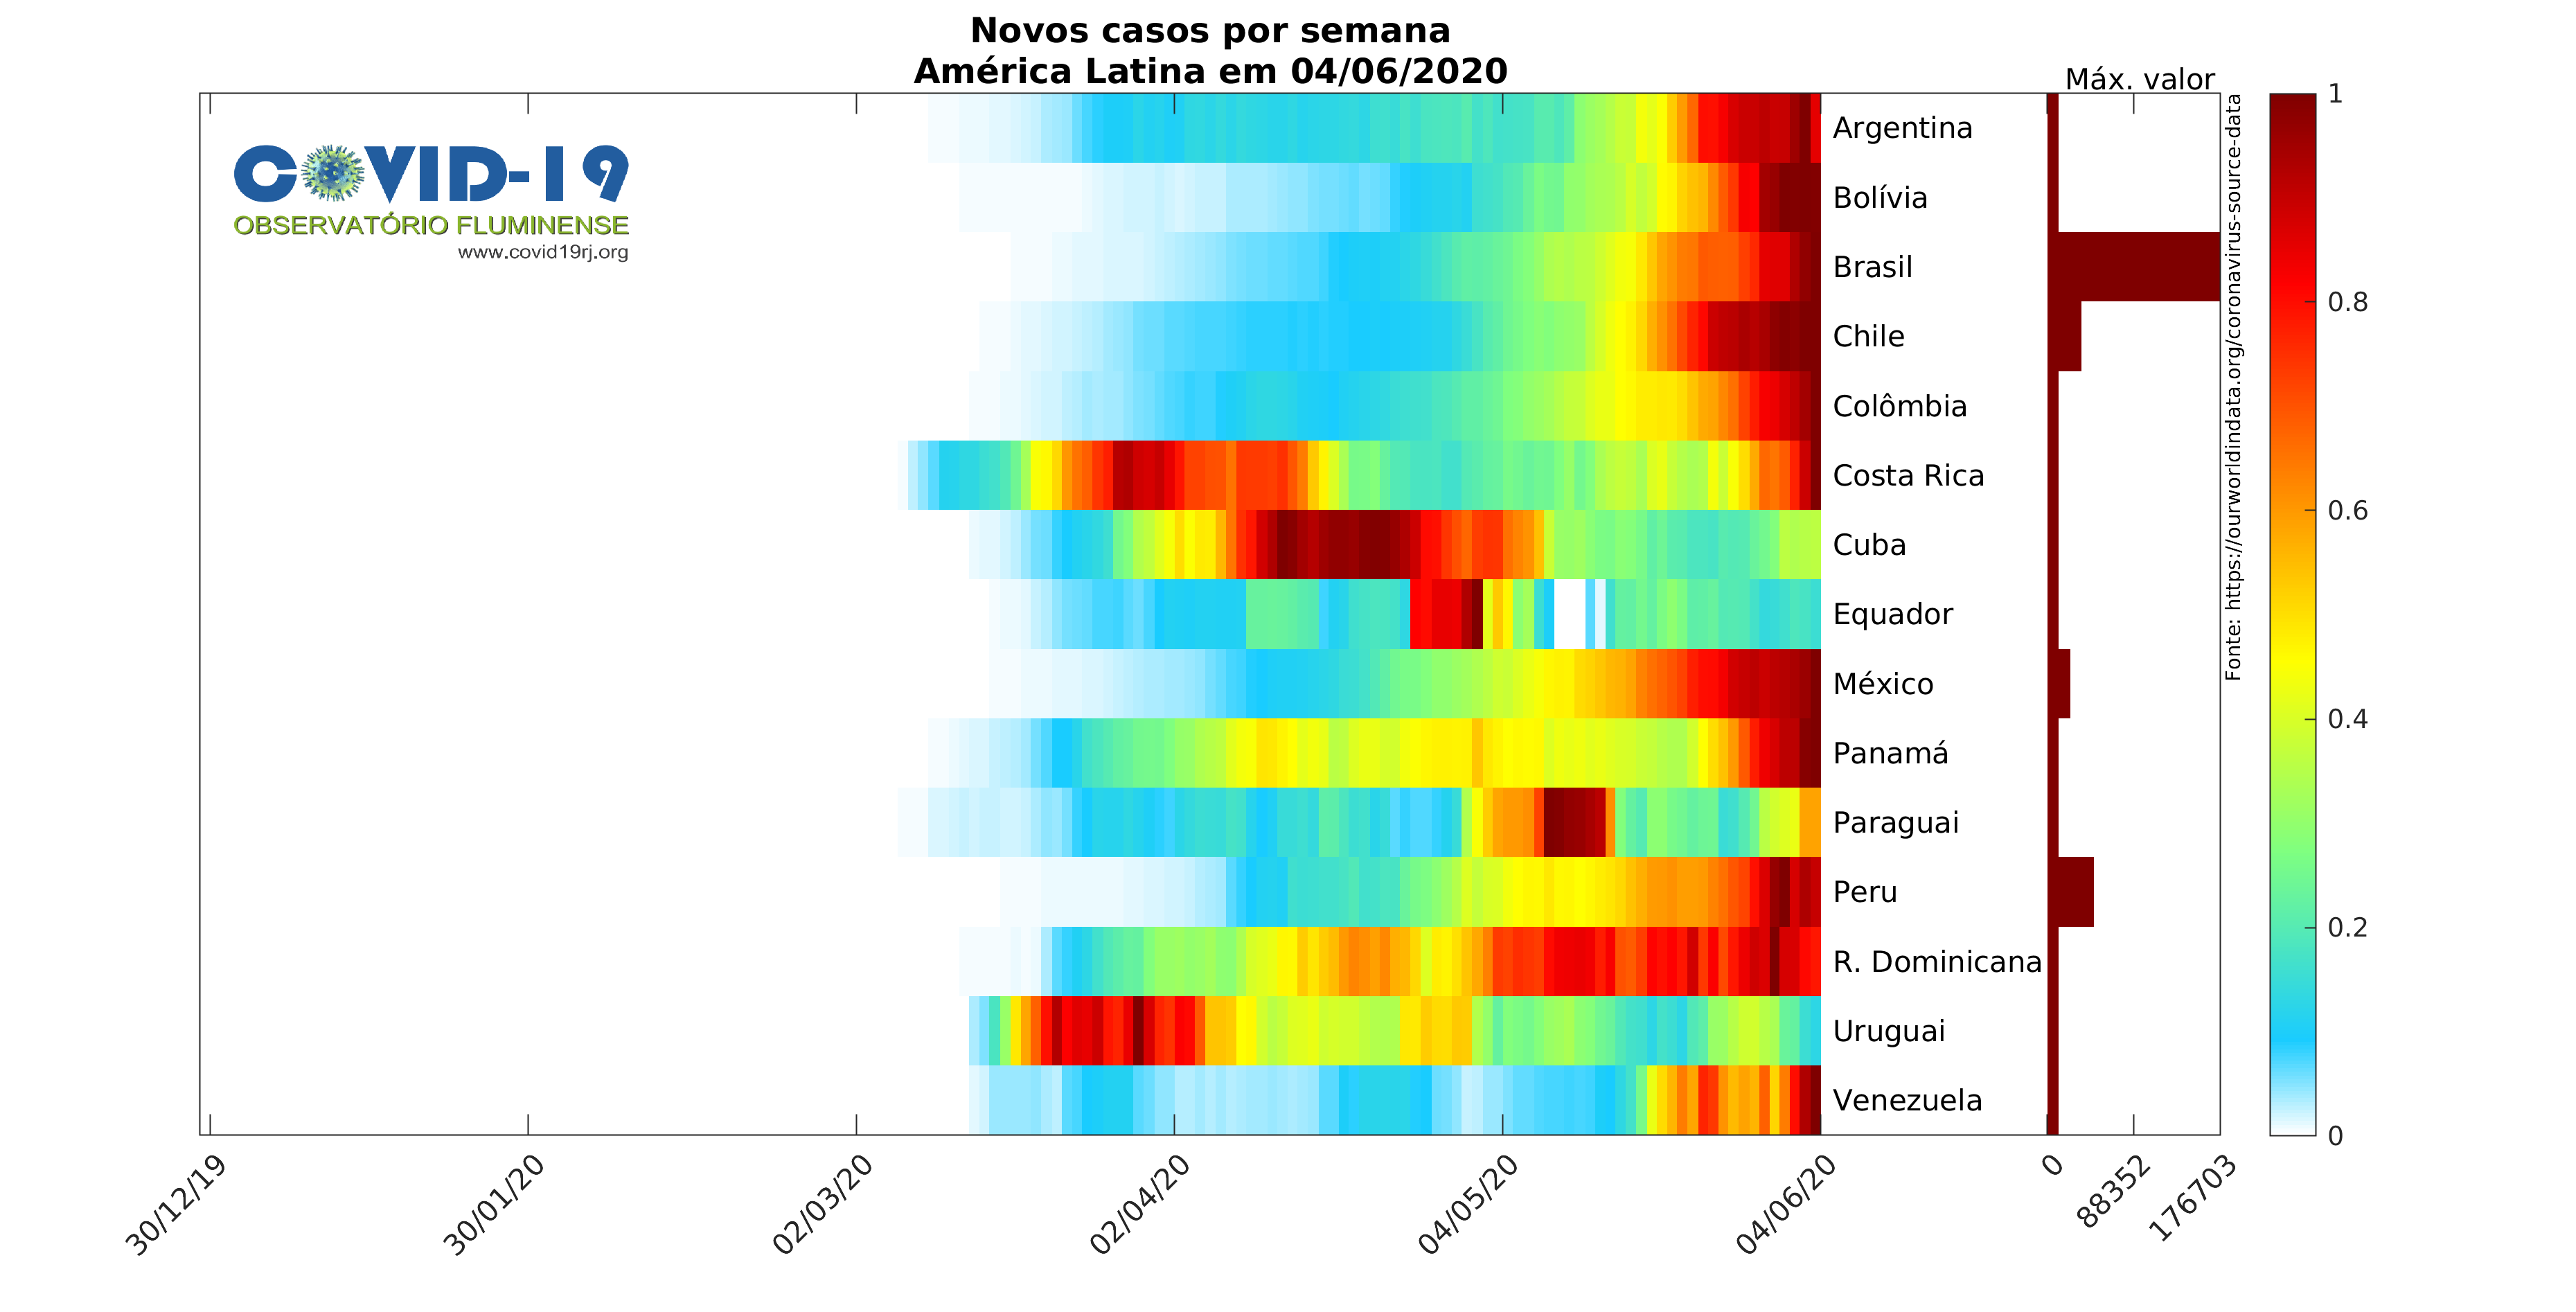 Novos casos por semana
América Latina em 04/06/2020
Máx. valor
COVID-19
OBSERVATÓRIO FLUMINENSE
www.covid19rj.org
Argentina
Bolívia
Brasil
Chile
Colômbia
Costa Rica
Cuba
Equador
México
Panamá
Paraguai
Peru
R. Dominicana
Uruguai
Venezuela
Fonte: https://ourworldindata.org/coronavirus-source-data
1
0.8
0.6
0.4
0.2
0
30/12/19
30/01/20
02/03/20
02/04/20
04/05/20
04/06/20
0
88352
176703